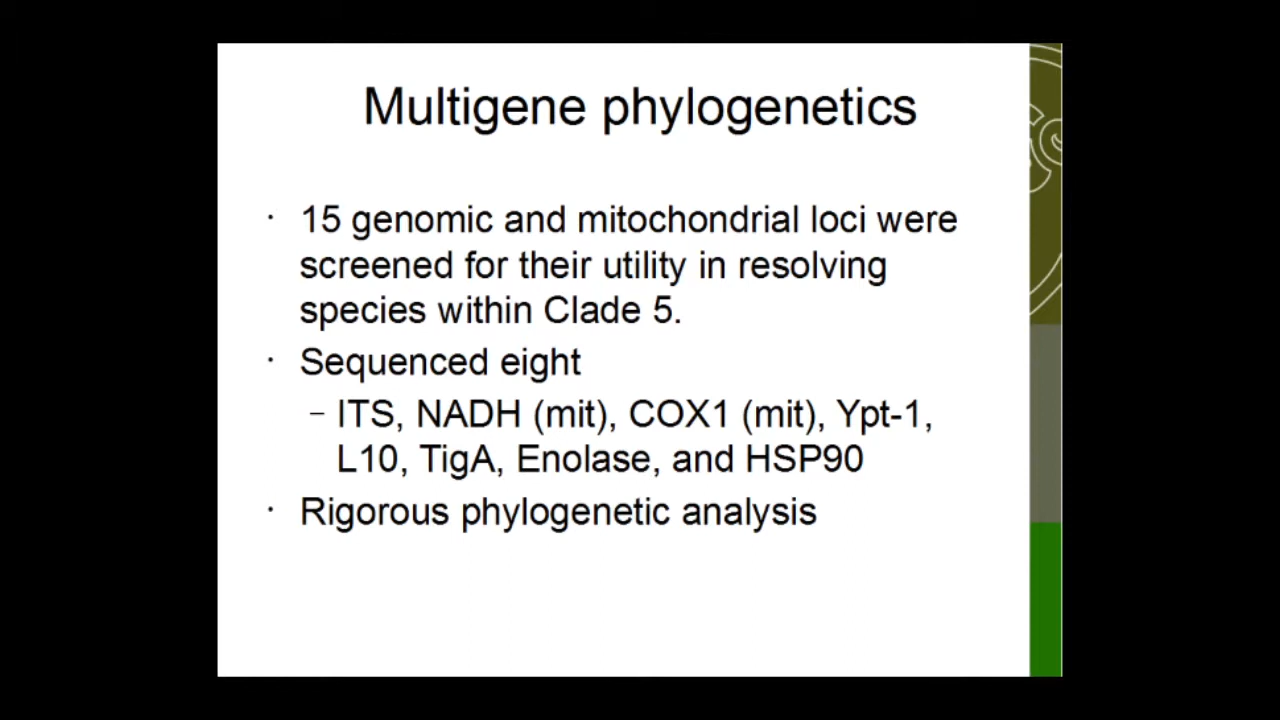 Multigene phylogenetics
· 15 genomic and mitochondrial loci were
screened for their utility in resolving
species within Clade 5.
· Sequenced eight
– ITS, NADH (mit), COX1 (mit), Ypt-1,
L10, TigA, Enolase, and HSP90
· Rigorous phylogenetic analysis